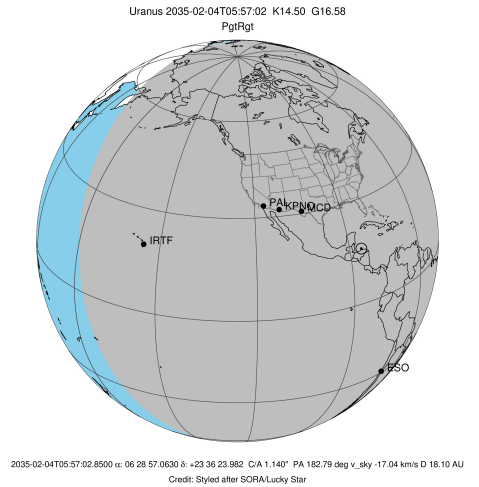 Uranus 2035-02-04T05:57:02 K14.50 G16.58
PgtRgt
PAL
KPNO
MCD
IRTF
ESO
2035-02-04T05:57:02.8500 α: 06 28 57.0630 δ: +23 36 23.982 C/A 1.140" PA 182.79 deg v_sky -17.04 km/s D 18.10 AU
Credit: Styled after SORA/Lucky Star